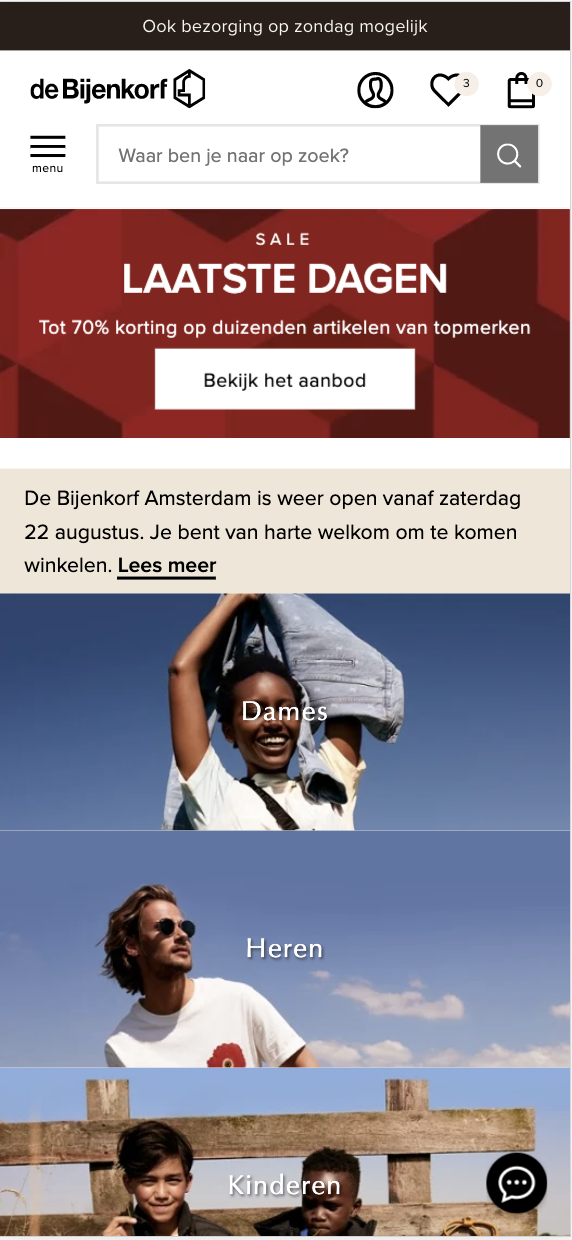 Ook bezorging op zondag mogelijk
de Bijenkorf
3
0
menu
Waar ben je naar op zoek?
SALE
LAATSTE DAGEN
Tot 70% korting op duizenden artikelen van topmerken
Bekijk het aanbod
De Bijenkorf Amsterdam is weer open vanaf zaterdag
22 augustus. Je bent van harte welkom om te komen
winkelen. Lees meer
Dames
Heren
Kinderen